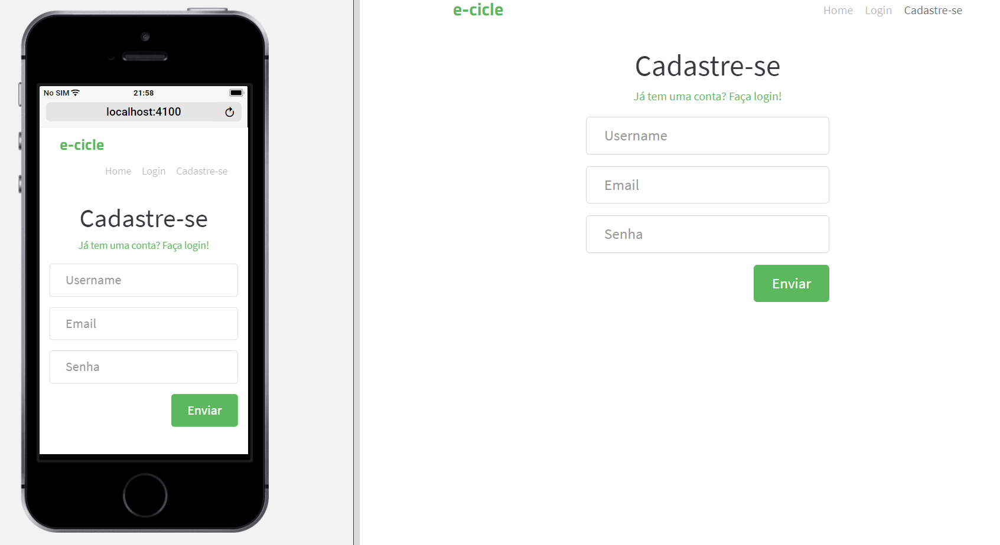 No SIM
21:58
localhost:4100
e-cicle
Home Login Cadastre-se
Cadastre-se
Já tem uma conta? Faça login!
Username
Email
Senha
Enviar
e-cicle
Home Login Cadastre-se
Cadastre-se
Já tem uma conta? Faça login!
Username
Email
Senha
Enviar